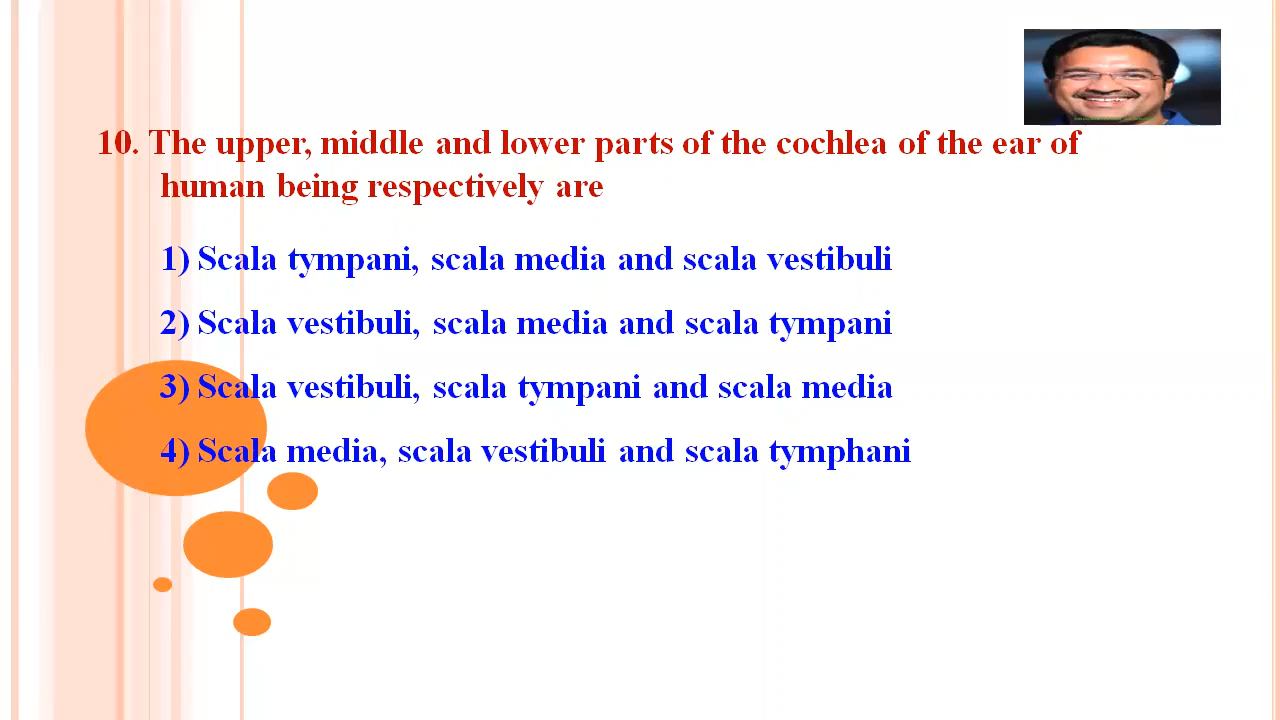 10. The upper, middle and lower parts of the cochlea of the ear of
human being respectively are
1) Scala tympani, scala media and scala vestibuli
2) Scala vestibuli, scala media and scala tympani
3) Scala vestibuli, scala tympani and scala media
4) Scala media, scala vestibuli and scala tymphani